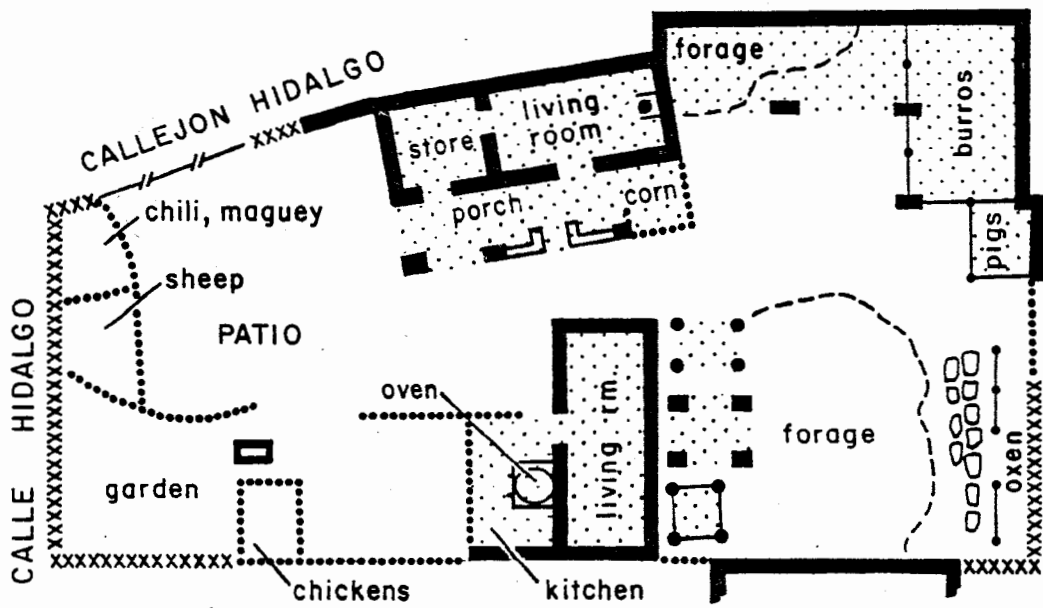 CALLEJON HIDALGO
forage
burros
living
room
store
porch
corn
pigs
chili, maguey
sheep
PATIO
CALLE HIDALGO
oven
living rm.
forage
oxen
garden
chickens
kitchen